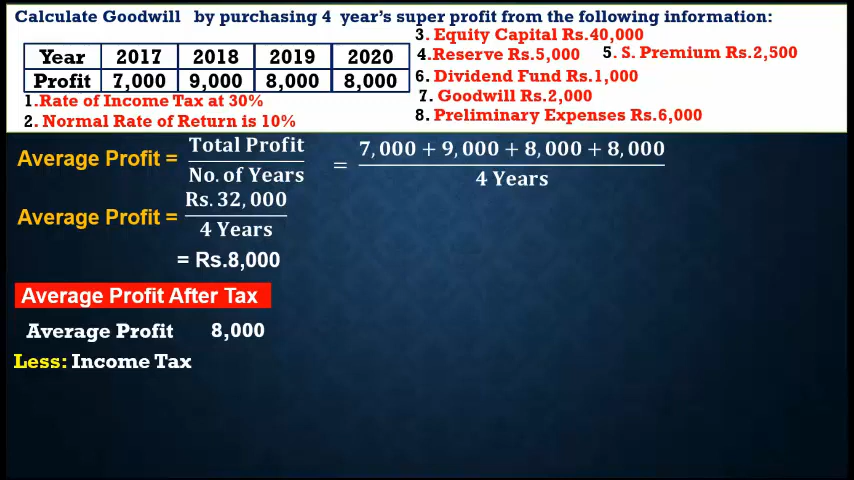 Calculate Goodwill by purchasing 4 year's super profit from the following information:
Year 2017 2018 2019 2020
Profit 7,000 9,000 8,000 8,000
1.Rate of Income Tax at 30%
2. Normal Rate of Return is 10%
3. Equity Capital Rs.40,000
4.Reserve Rs.5,000 5. S. Premium Rs.2,500
6. Dividend Fund Rs.1,000
7. Goodwill Rs.2,000
8. Preliminary Expenses Rs.6,000
Average Profit = Total Profit / No. of Years = 7,000 + 9,000 + 8,000 + 8,000 / 4 Years
Average Profit = Rs. 32,000 / 4 Years
= Rs.8,000
Average Profit After Tax
Average Profit 8,000
Less: Income Tax